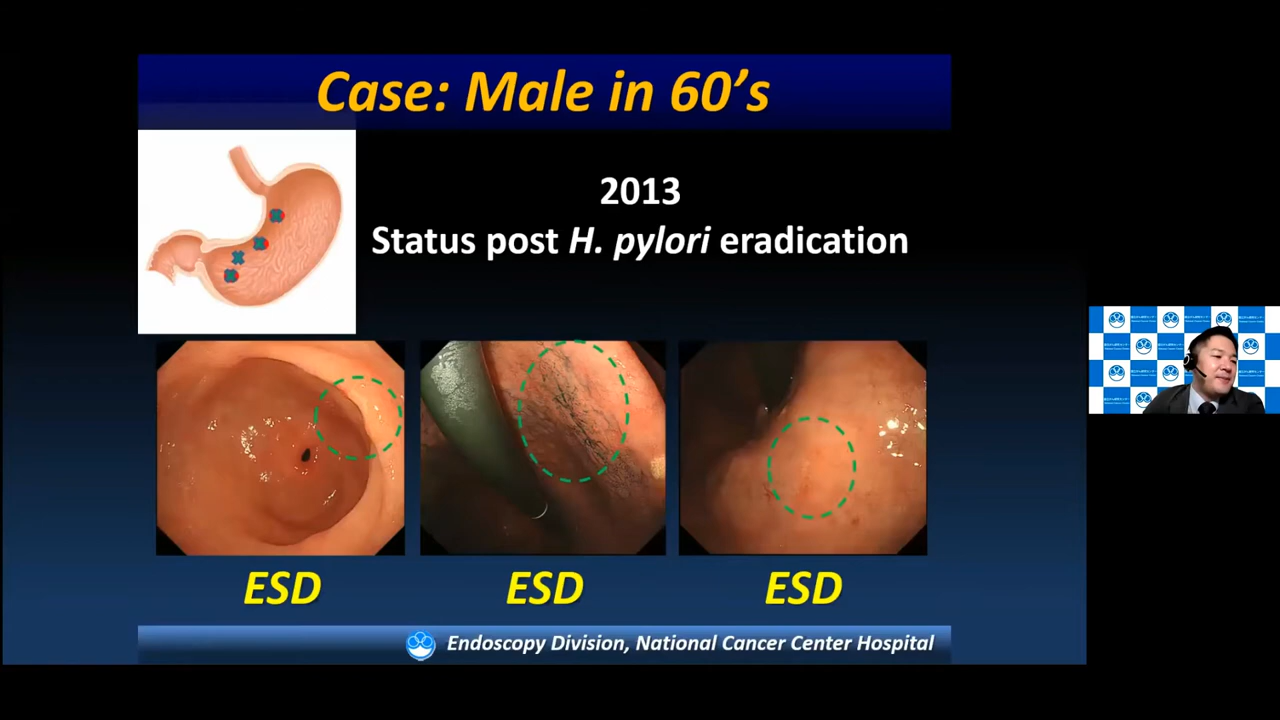 Case: Male in 60's
2013
Status post H. pylori eradication
ESD
ESD
ESD
Endoscopy Division, National Cancer Center Hospital